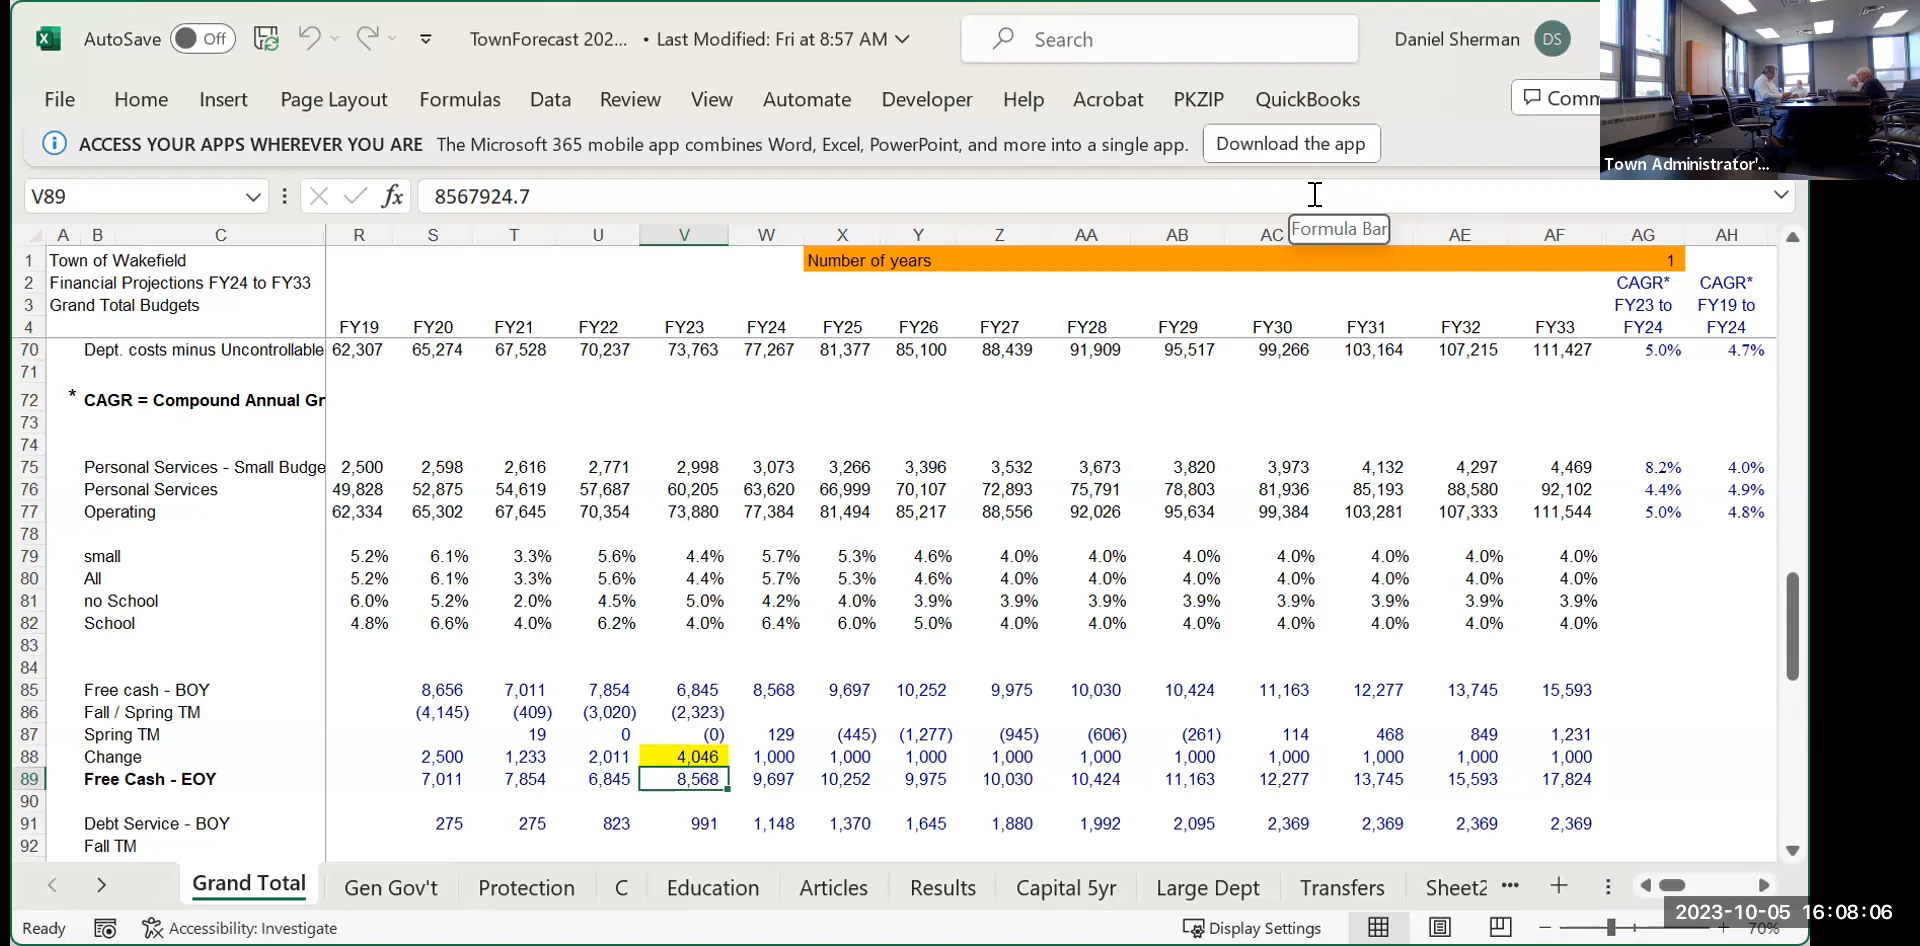 AutoSave Off TownForecast 202... • Last Modified: Fri at 8:57 AM Search Daniel Sherman DS
File Home Insert Page Layout Formulas Data Review View Automate Developer Help Acrobat PKZIP QuickBooks Comm
ACCESS YOUR APPS WHEREVER YOU ARE The Microsoft 365 mobile app combines Word, Excel, PowerPoint, and more into a single app. Download the app
Town Administrator'...
V89 fx 8567924.7
Formula Bar
A B C R S T U V W X Y Z AA AB AC AE AF AG AH
1 Town of Wakefield Number of years 1
2 Financial Projections FY24 to FY33 CAGR* CAGR*
3 Grand Total Budgets FY23 to FY19 to
4 FY19 FY20 FY21 FY22 FY23 FY24 FY25 FY26 FY27 FY28 FY29 FY30 FY31 FY32 FY33 FY24 FY24
70 Dept. costs minus Uncontrollable 62,307 65,274 67,528 70,237 73,763 77,267 81,377 85,100 88,439 91,909 95,517 99,266 103,164 107,215 111,427 5.0% 4.7%
71
72 * CAGR = Compound Annual Gr
73
74
75 Personal Services - Small Budge 2,500 2,598 2,616 2,771 2,998 3,073 3,266 3,396 3,532 3,673 3,820 3,973 4,132 4,297 4,469 8.2% 4.0%
76 Personal Services 49,828 52,875 54,619 57,687 60,205 63,620 66,999 70,107 72,893 75,791 78,803 81,936 85,193 88,580 92,102 4.4% 4.9%
77 Operating 62,334 65,302 67,645 70,354 73,880 77,384 81,494 85,217 88,556 92,026 95,634 99,384 103,281 107,333 111,544 5.0% 4.8%
78
79 small 5.2% 6.1% 3.3% 5.6% 4.4% 5.7% 5.3% 4.6% 4.0% 4.0% 4.0% 4.0% 4.0% 4.0% 4.0%
80 All 5.2% 6.1% 3.3% 5.6% 4.4% 5.7% 5.3% 4.6% 4.0% 4.0% 4.0% 4.0% 4.0% 4.0% 4.0%
81 no School 6.0% 5.2% 2.0% 4.5% 5.0% 4.2% 4.0% 3.9% 3.9% 3.9% 3.9% 3.9% 3.9% 3.9% 3.9%
82 School 4.8% 6.6% 4.0% 6.2% 4.0% 6.4% 6.0% 5.0% 4.0% 4.0% 4.0% 4.0% 4.0% 4.0% 4.0%
83
84
85 Free cash - BOY 8,656 7,011 7,854 6,845 8,568 9,697 10,252 9,975 10,030 10,424 11,163 12,277 13,745 15,593
86 Fall / Spring TM (4,145) (409) (3,020) (2,323)
87 Spring TM 19 0 (0) 129 (445) (1,277) (945) (606) (261) 114 468 849 1,231
88 Change 2,500 1,233 2,011 4,046 1,000 1,000 1,000 1,000 1,000 1,000 1,000 1,000 1,000 1,000
89 Free Cash - EOY 7,011 7,854 6,845 8,568 9,697 10,252 9,975 10,030 10,424 11,163 12,277 13,745 15,593 17,824
90
91 Debt Service - BOY 275 275 823 991 1,148 1,370 1,645 1,880 1,992 2,095 2,369 2,369 2,369 2,369
92 Fall TM
Grand Total Gen Gov't Protection C Education Articles Results Capital 5yr Large Dept Transfers Sheet2 •••
2023-10-05 16:08:06
Ready Accessibility: Investigate Display Settings 70%